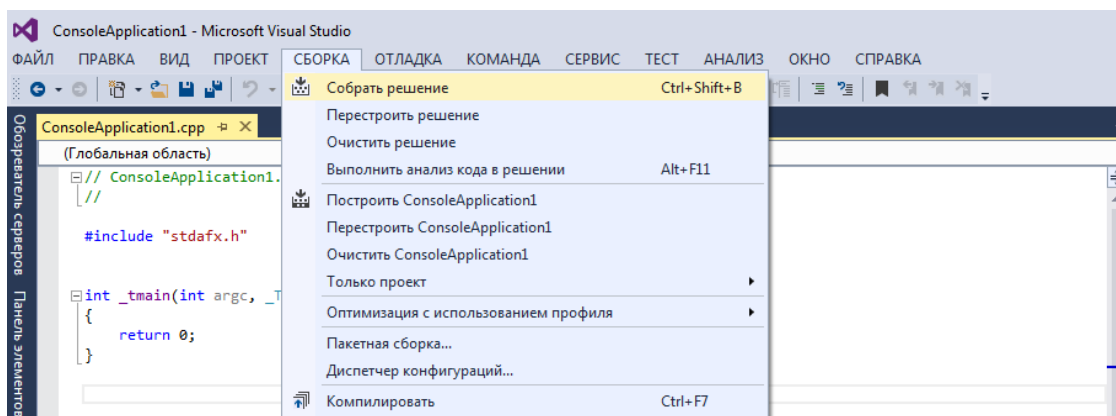 ConsoleApplication1 - Microsoft Visual Studio
ФАЙЛ ПРАВКА ВИД ПРОЕКТ СБОРКА ОТЛАДКА КОМАНДА СЕРВИС ТЕСТ АНАЛИЗ ОКНО СПРАВКА
Собрать решение Ctrl+Shift+B
Перестроить решение
Очистить решение
Выполнить анализ кода в решении Alt+F11
Построить ConsoleApplication1
Перестроить ConsoleApplication1
Очистить ConsoleApplication1
Только проект
Оптимизация с использованием профиля
Пакетная сборка...
Диспетчер конфигураций...
Компилировать Ctrl+F7
Обозреватель серверов
Панель элементов
ConsoleApplication1.cpp
(Глобальная область)
// ConsoleApplication1.
//
#include "stdafx.h"
int _tmain(int argc, _T
{
return 0;
}